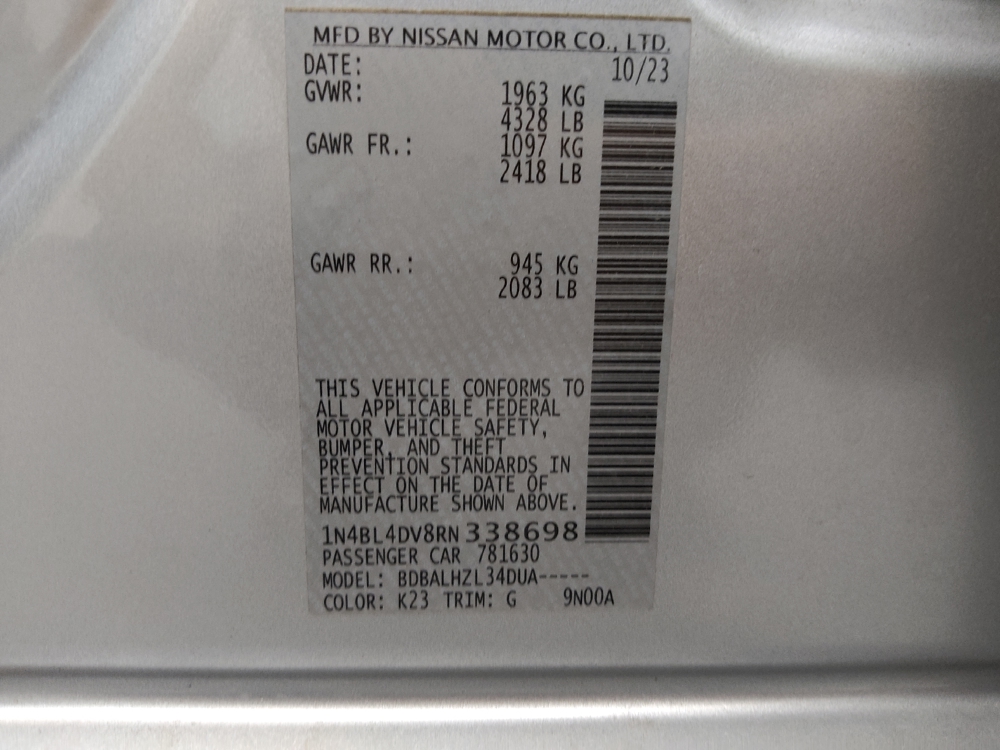 MFD BY NISSAN MOTOR CO., LTD.
DATE: 10/23
GVWR: 1963 KG
4328 LB
GAWR FR.: 1097 KG
2418 LB
GAWR RR.: 945 KG
2083 LB
THIS VEHICLE CONFORMS TO
ALL APPLICABLE FEDERAL
MOTOR VEHICLE SAFETY,
BUMPER, AND THEFT
PREVENTION STANDARDS IN
EFFECT ON THE DATE OF
MANUFACTURE SHOWN ABOVE.
1N4BL4DV8RN338698
PASSENGER CAR 781630
MODEL: BDBALHZL34DUA-----
COLOR: K23 TRIM: G 9N00A